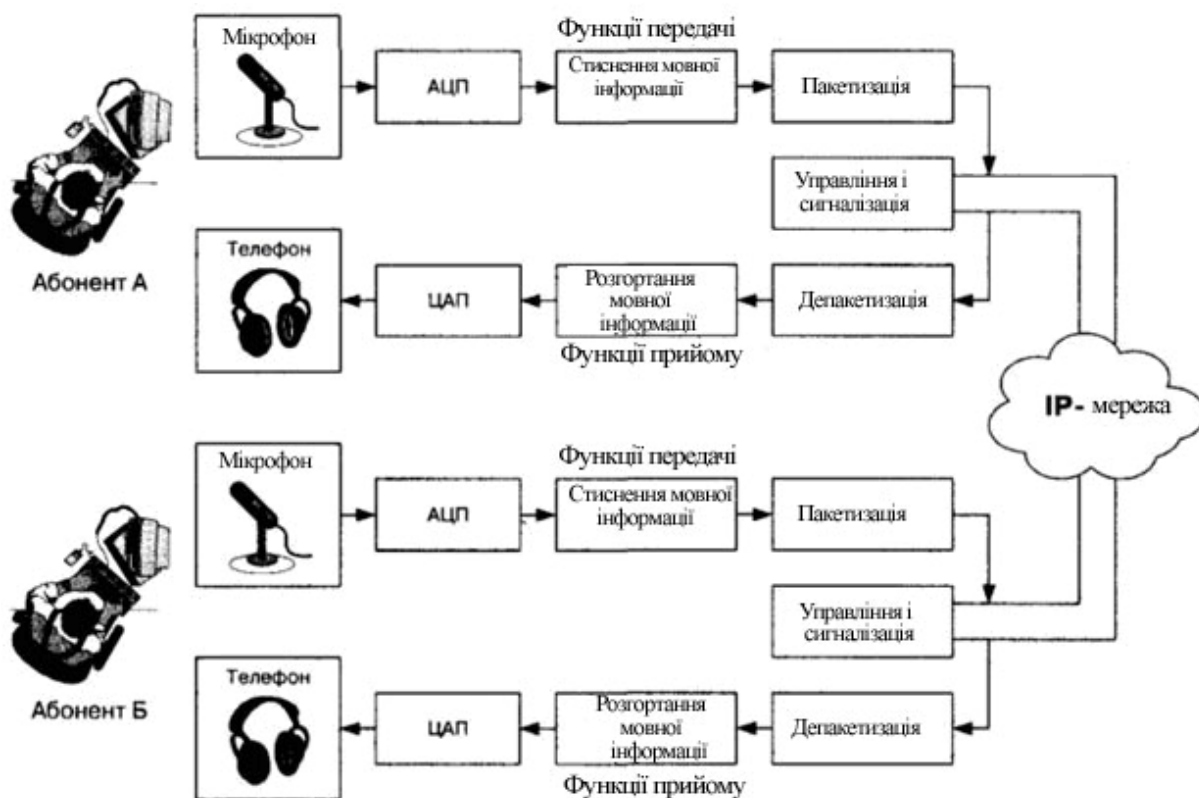 Функції передачі
Мікрофон
АЦП
Стиснення мовної
інформації
Пакетизація
Управління і
сигналізація
Абонент А
Телефон
ЦАП
Розгортання
мовної
інформації
Депакетизація
Функції прийому
IP- мережа
Функції передачі
Мікрофон
АЦП
Стиснення мовної
інформації
Пакетизація
Управління і
сигналізація
Абонент Б
Телефон
ЦАП
Розгортання
мовної
інформації
Депакетизація
Функції прийому